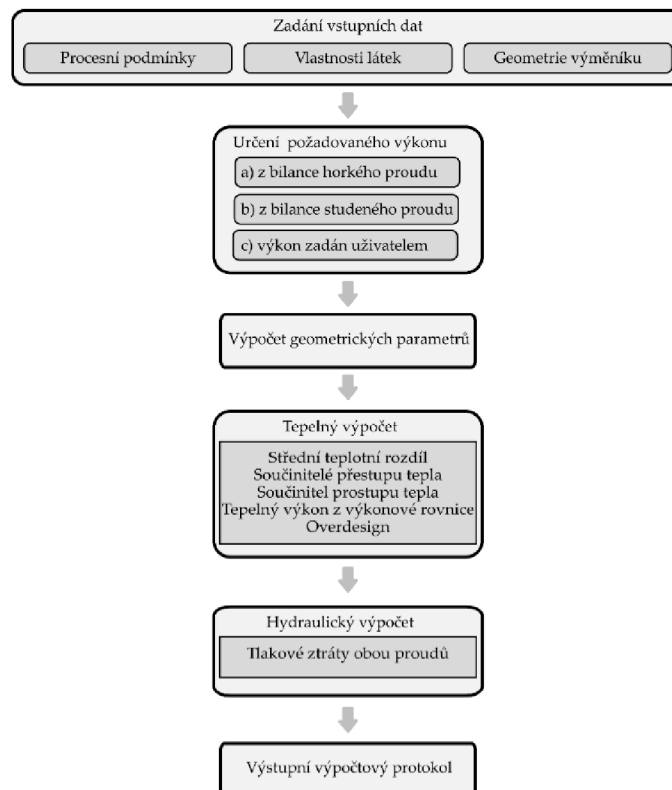 Zadání vstupních dat
Procesní podmínky
Vlastnosti látek
Geometrie výměníku
Určení požadovaného výkonu
a) z bilance horkého proudu
b) z bilance studeného proudu
c) výkon zadán uživatelem
Výpočet geometrických parametrů
Tepelný výpočet
Střední teplotní rozdíl
Součinitelé přestupu tepla
Součinitel prostupu tepla
Tepelný výkon z výkonové rovnice
Overdesign
Hydraulický výpočet
Tlakové ztráty obou proudů
Výstupní výpočtový protokol